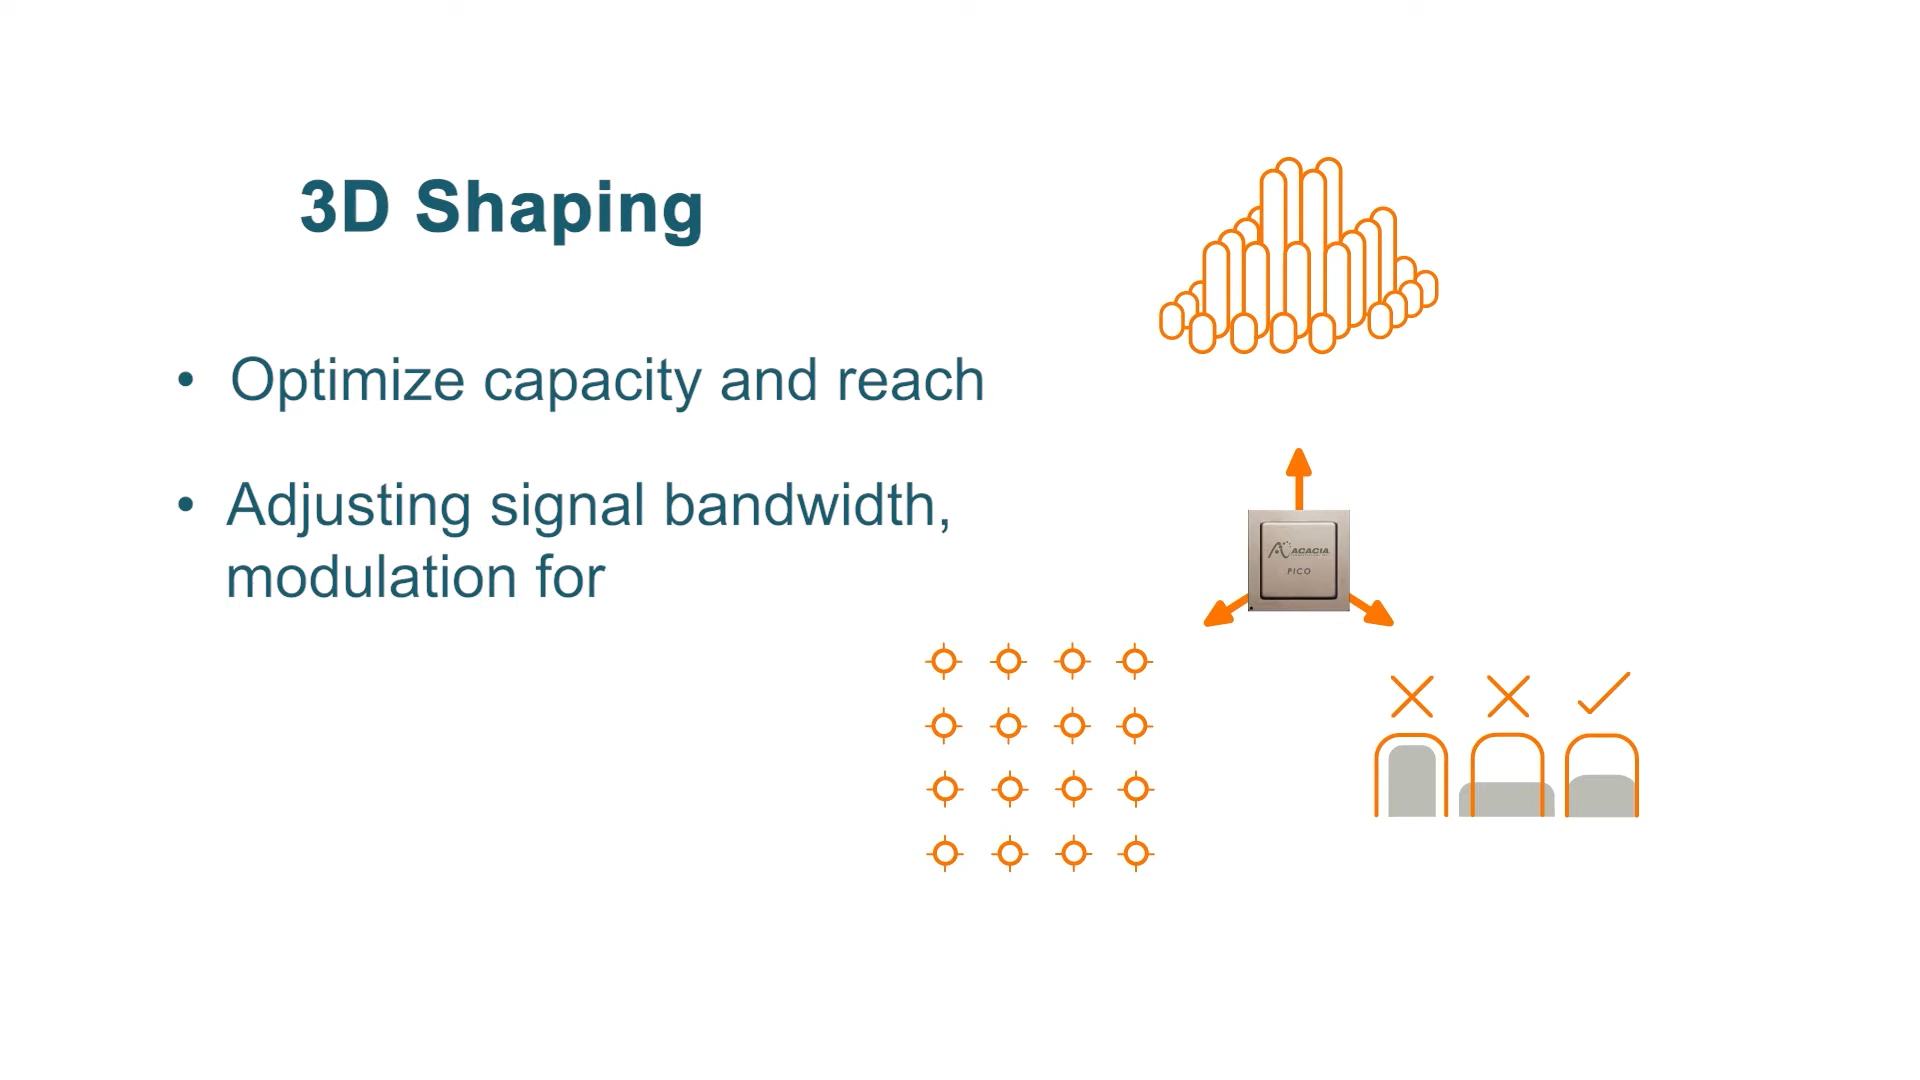 3D Shaping
• Optimize capacity and reach
• Adjusting signal bandwidth,
modulation for
ACACIA
PICO